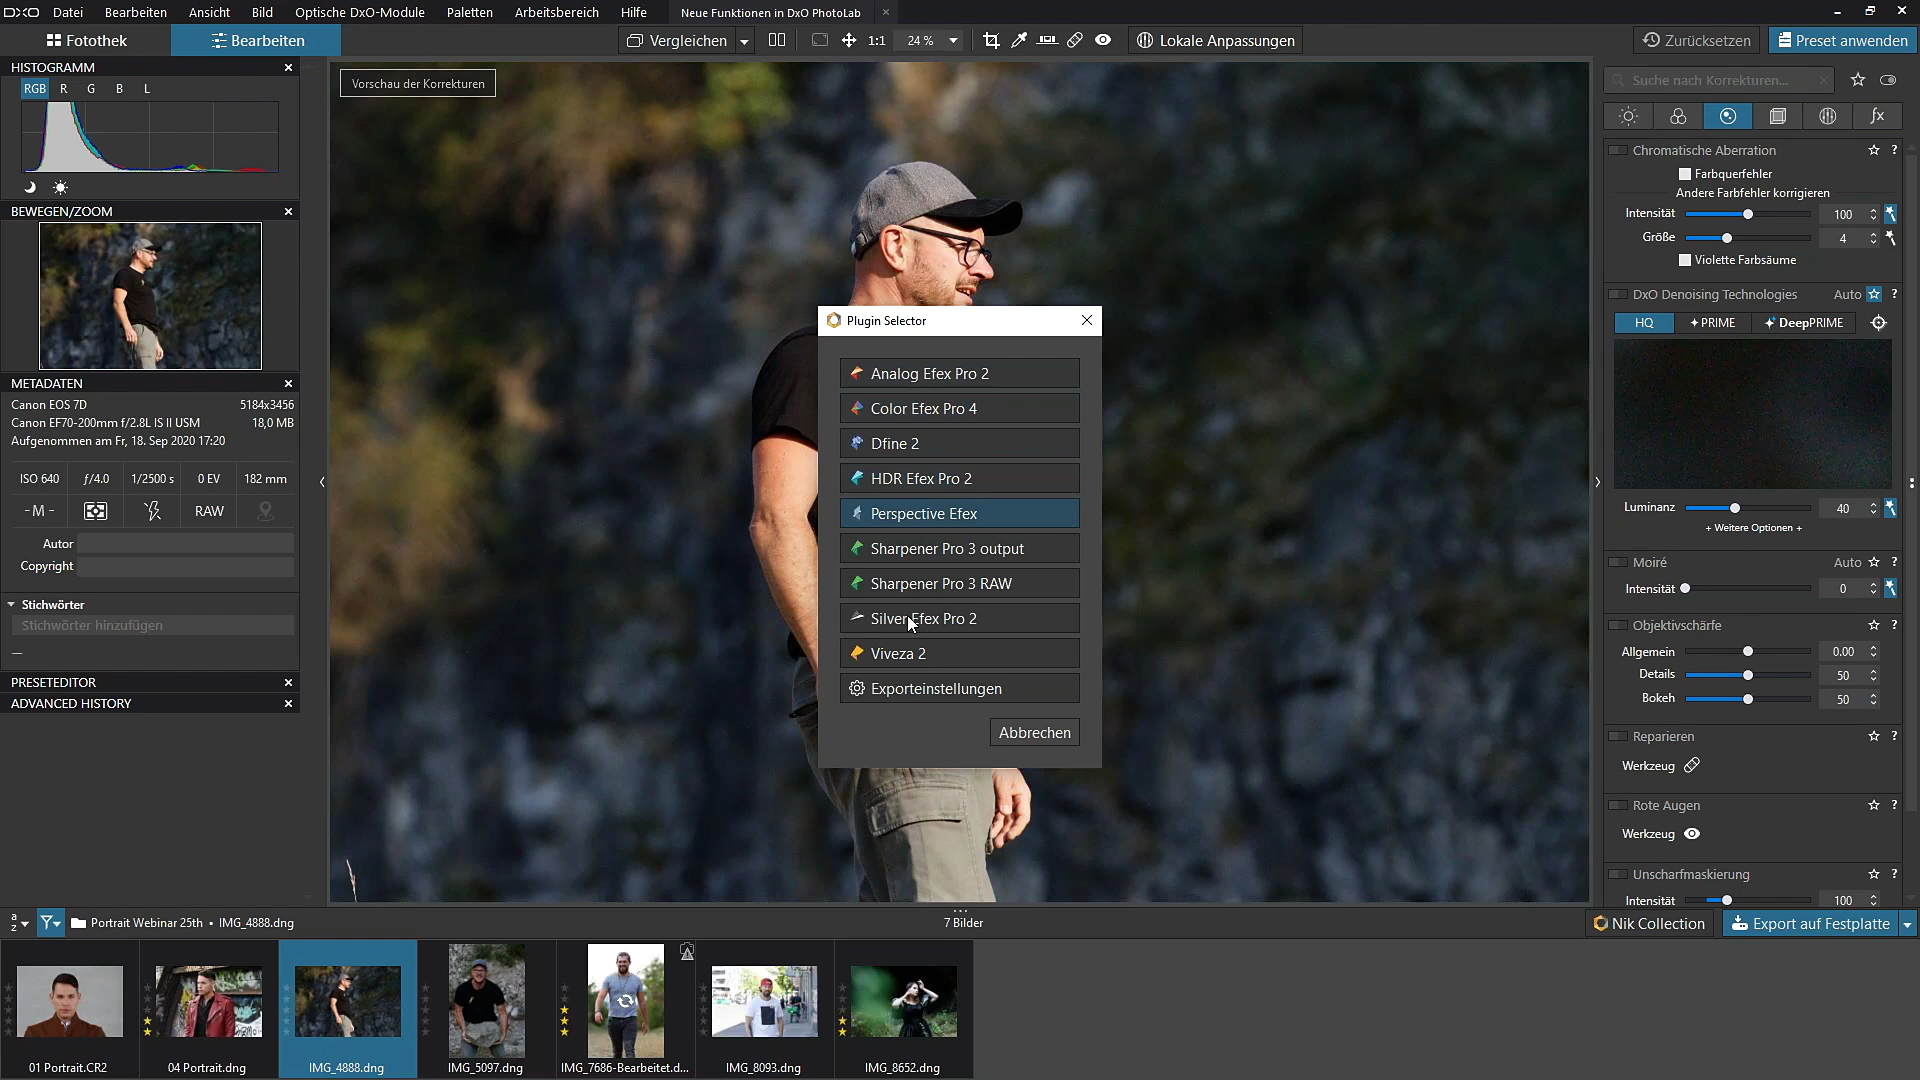 DXO Datei Bearbeiten Ansicht Bild Optische DxO-Module Paletten Arbeitsbereich Hilfe Neue Funktionen in DxO PhotoLab
Fotothek Bearbeiten Vergleichen 1:1 24 % Lokale Anpassungen Zurücksetzen Preset anwenden
HISTOGRAMM
RGB R G B L
BEWEGEN/ZOOM
METADATEN
Canon EOS 7D 5184x3456
Canon EF70-200mm f/2.8L IS II USM 18,0 MB
Aufgenommen am Fr, 18. Sep 2020 17:20
ISO 640 ƒ/4.0 1/2500 s 0 EV 182 mm
- M - RAW
Autor
Copyright
Stichwörter
Stichwörter hinzufügen
—
PRESETEDITOR
ADVANCED HISTORY
Vorschau der Korrekturen
Plugin Selector
Analog Efex Pro 2
Color Efex Pro 4
Dfine 2
HDR Efex Pro 2
Perspective Efex
Sharpener Pro 3 output
Sharpener Pro 3 RAW
Silver Efex Pro 2
Viveza 2
Exporteinstellungen
Abbrechen
Suche nach Korrekturen...
fx
Chromatische Aberration ?
Farbquerfehler
Andere Farbfehler korrigieren
Intensität 100
Größe 4
Violette Farbsäume
DxO Denoising Technologies Auto ?
HQ PRIME DeepPRIME
Luminanz 40
+ Weitere Optionen +
Moiré Auto ?
Intensität 0
Objektivschärfe ?
Allgemein 0.00
Details 50
Bokeh 50
Reparieren ?
Werkzeug
Rote Augen ?
Werkzeug
Unscharfmaskierung ?
Intensität 100
a z Portrait Webinar 25th • IMG_4888.dng 7 Bilder Nik Collection Export auf Festplatte
01 Portrait.CR2 04 Portrait.dng IMG_4888.dng IMG_5097.dng IMG_7686-Bearbeitet.d... IMG_8093.dng IMG_8652.dng